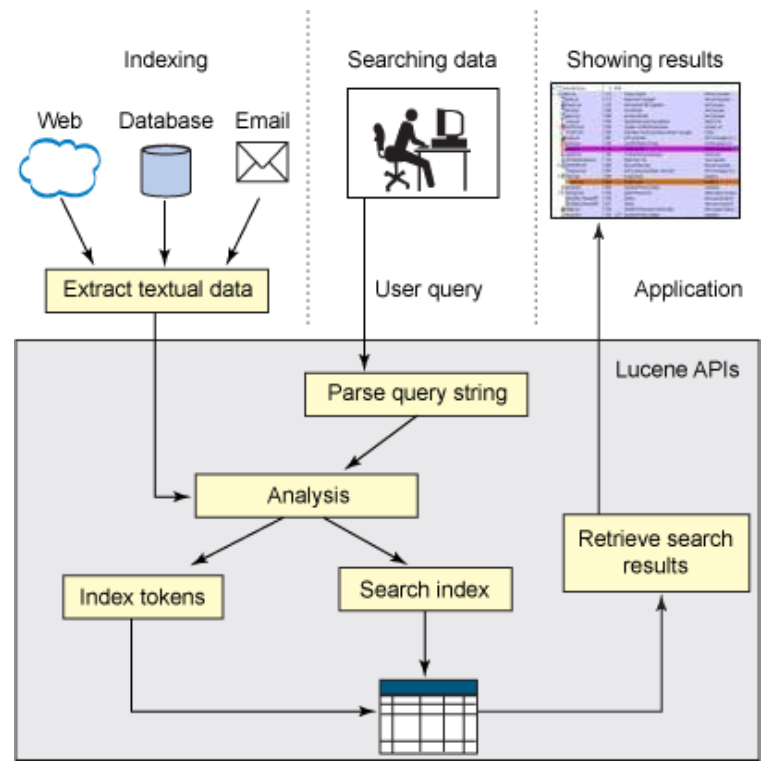 Indexing
Searching data
Showing results
Web
Database
Email
Extract textual data
User query
Application
Lucene APIs
Parse query string
Analysis
Retrieve search
results
Index tokens
Search index